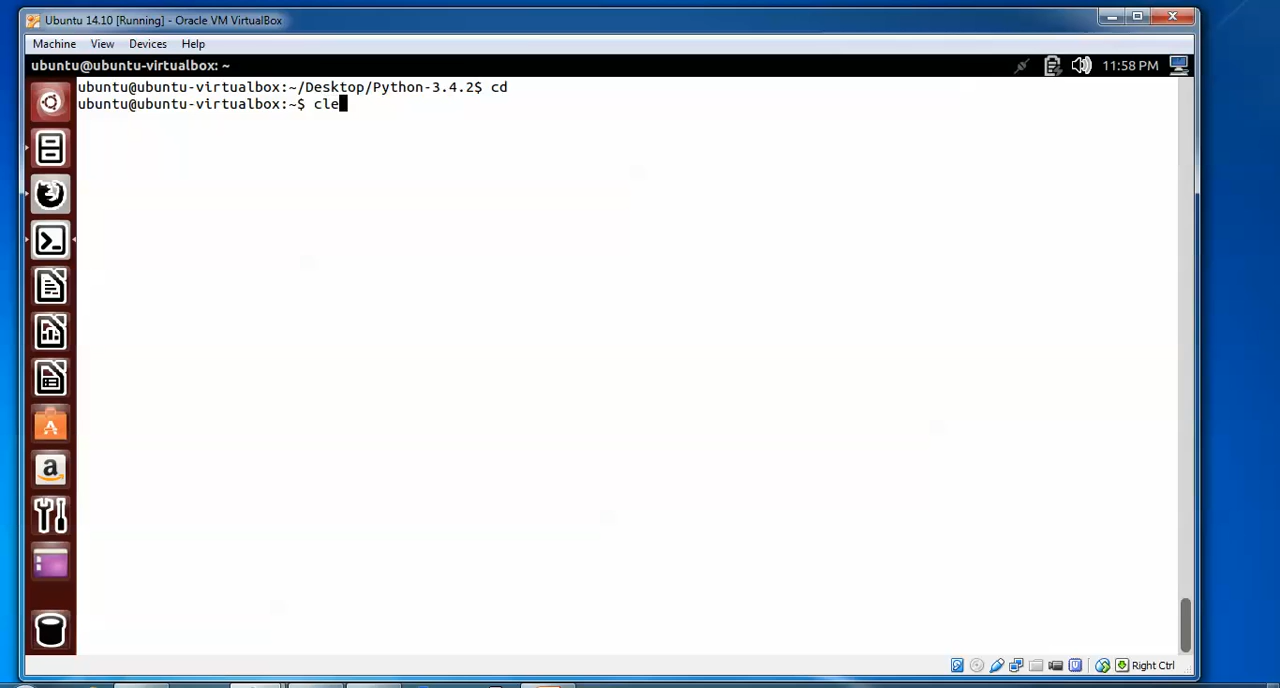 Ubuntu 14.10 [Running] - Oracle VM VirtualBox
Machine View Devices Help
ubuntu@ubuntu-virtualbox: ~ 11:58 PM
ubuntu@ubuntu-virtualbox:~/Desktop/Python-3.4.2$ cd
ubuntu@ubuntu-virtualbox:~$ cle
Right Ctrl